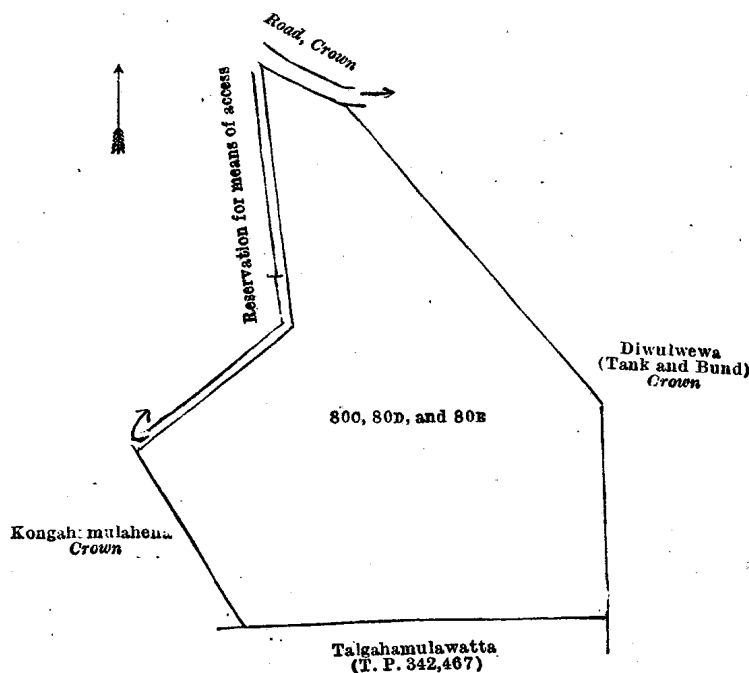 Road, Crown
Reservation for means of access
Diwulwewa
(Tank and Bund)
Crown
80C, 80D, and 80E
Crown
Talgahamulawatta
(T. P. 342,467)